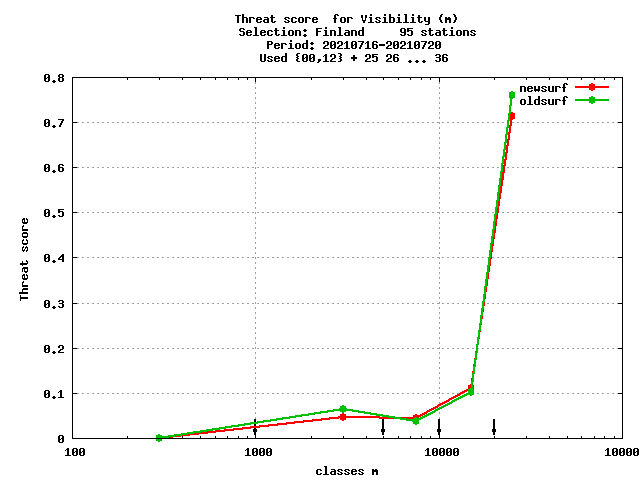 Threat score  for Visibility (m)
Selection: Finland     95 stations
Period: 20210716-20210720
Used {00,12} + 25 26 ... 36
newsurf
oldsurf
0.8
0.7
0.6
0.5
0.4
0.3
0.2
0.1
0
Threat score
100
1000
10000
10000
classes m